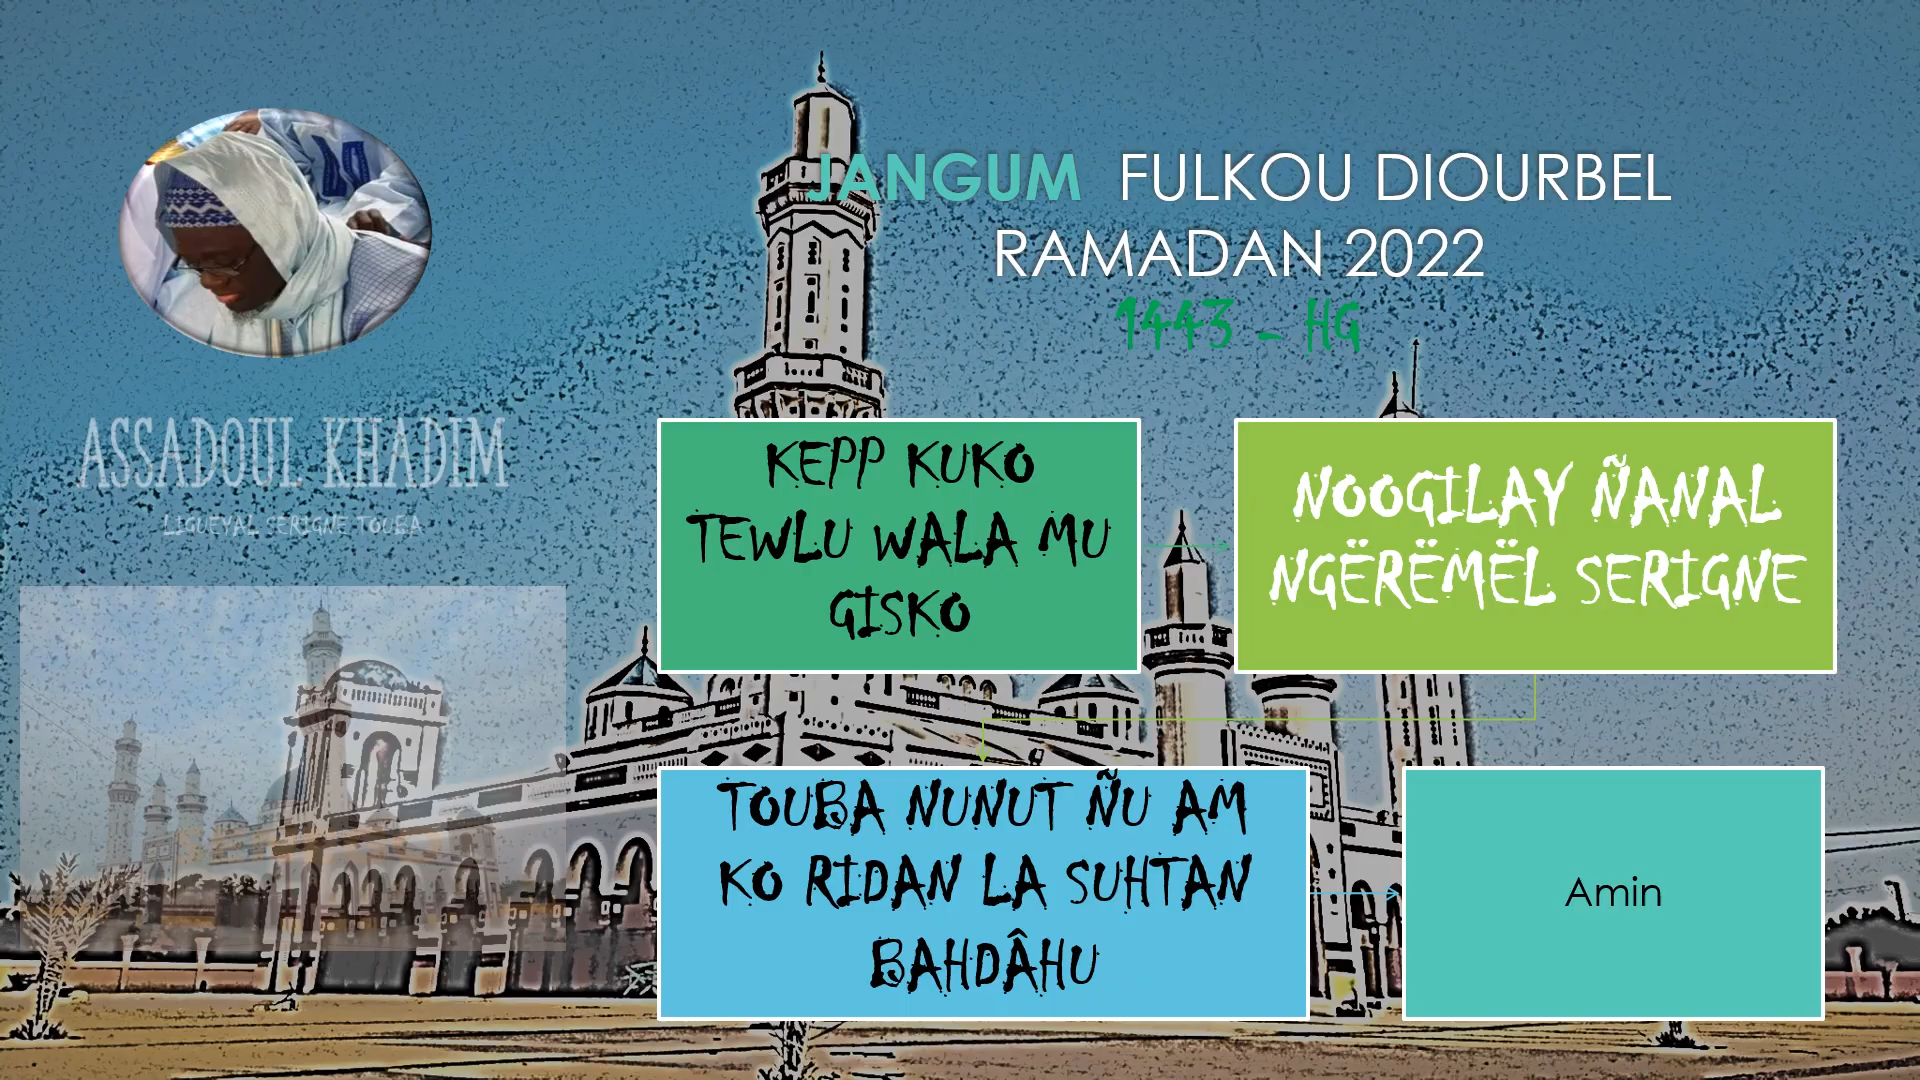 JANGUM FULKOU DIOURBEL
RAMADAN 2022
1443 - HG
ASSADOUL KHADIM
LIGUEYAL SERIGNE TOUBA
KEPP KUKO
TEWLU WALA MU
GISKO
NOOGILAY ÑANAL
NGËRËMËL SERIGNE
TOUBA NUNUT ÑU AM
KO RIDAN LA SUHTAN
BAHDÂHU
Amin